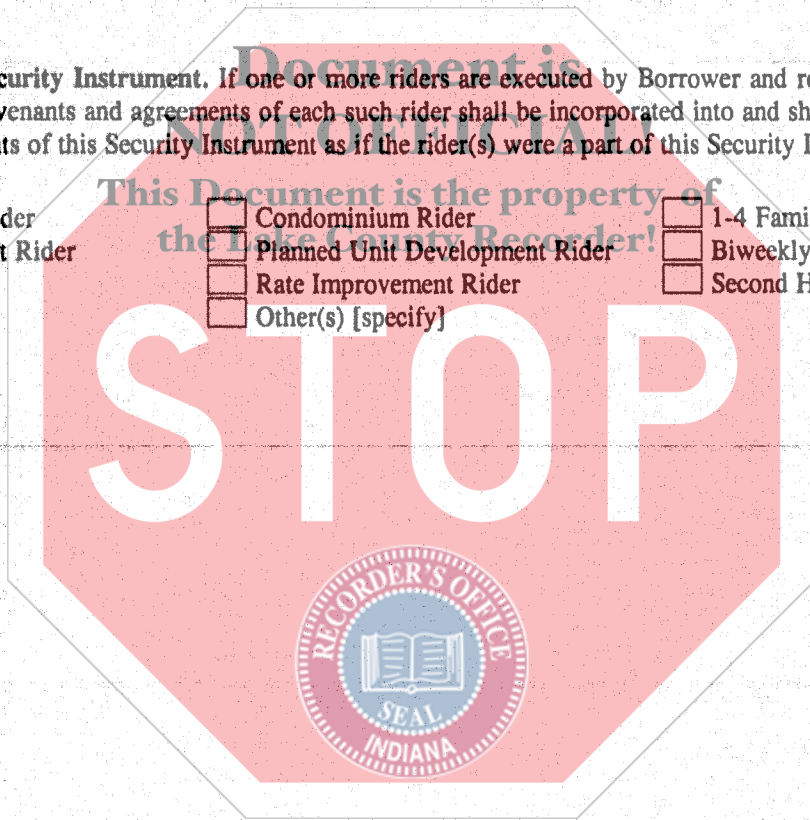 Document is
curity Instrument. If one or more riders are executed by Borrower and re
venants and agreements of each such rider shall be incorporated into and sh
NOT OFFICIAL!
ts of this Security Instrument as if the rider(s) were a part of this Security I
This Document is the property of
der Condominium Rider 1-4 Fami
the Lake County Recorder!
t Rider Planned Unit Development Rider Biweekly
Rate Improvement Rider Second H
Other(s) [specify]
STOP
RECORDER'S OFFICE
SEAL
INDIANA